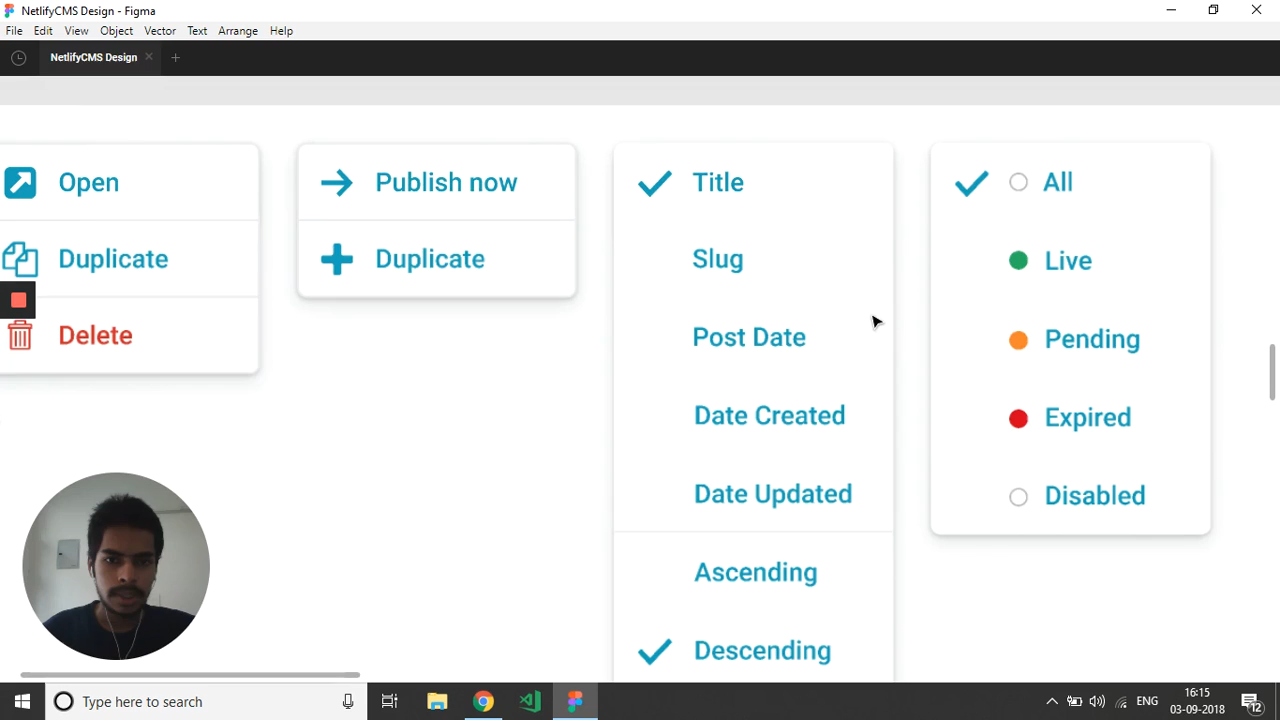 NetlifyCMS Design - Figma
File Edit View Object Vector Text Arrange Help
NetlifyCMS Design
Open
Duplicate
Delete
Publish now
Duplicate
Title
Slug
Post Date
Date Created
Date Updated
Ascending
Descending
All
Live
Pending
Expired
Disabled
Type here to search
ENG
16:15
03-09-2018
12